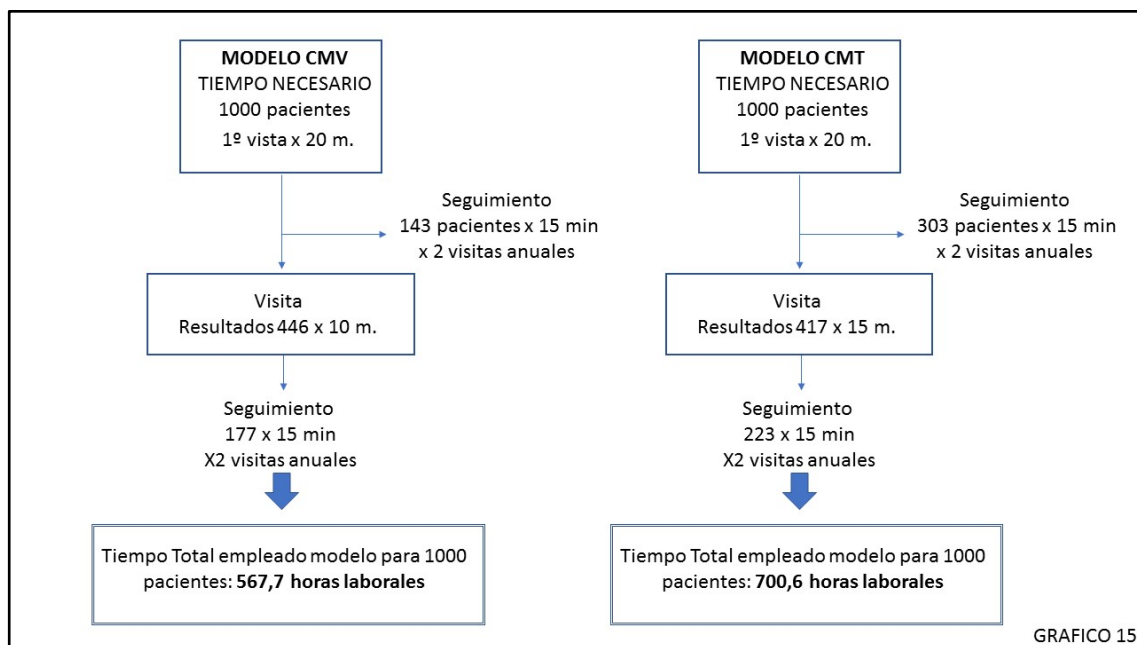 MODELO CMV
TIEMPO NECESARIO
1000 pacientes
1º vista x 20 m.
Seguimiento
143 pacientes x 15 min
x 2 visitas anuales
Visita
Resultados 446 x 10 m.
Seguimiento
177 x 15 min
X2 visitas anuales
Tiempo Total empleado modelo para 1000
pacientes: 567,7 horas laborales
MODELO CMT
TIEMPO NECESARIO
1000 pacientes
1º vista x 20 m.
Seguimiento
303 pacientes x 15 min
x 2 visitas anuales
Visita
Resultados 417 x 15 m.
Seguimiento
223 x 15 min
X2 visitas anuales
Tiempo Total empleado modelo para 1000
pacientes: 700,6 horas laborales
GRAFICO 15